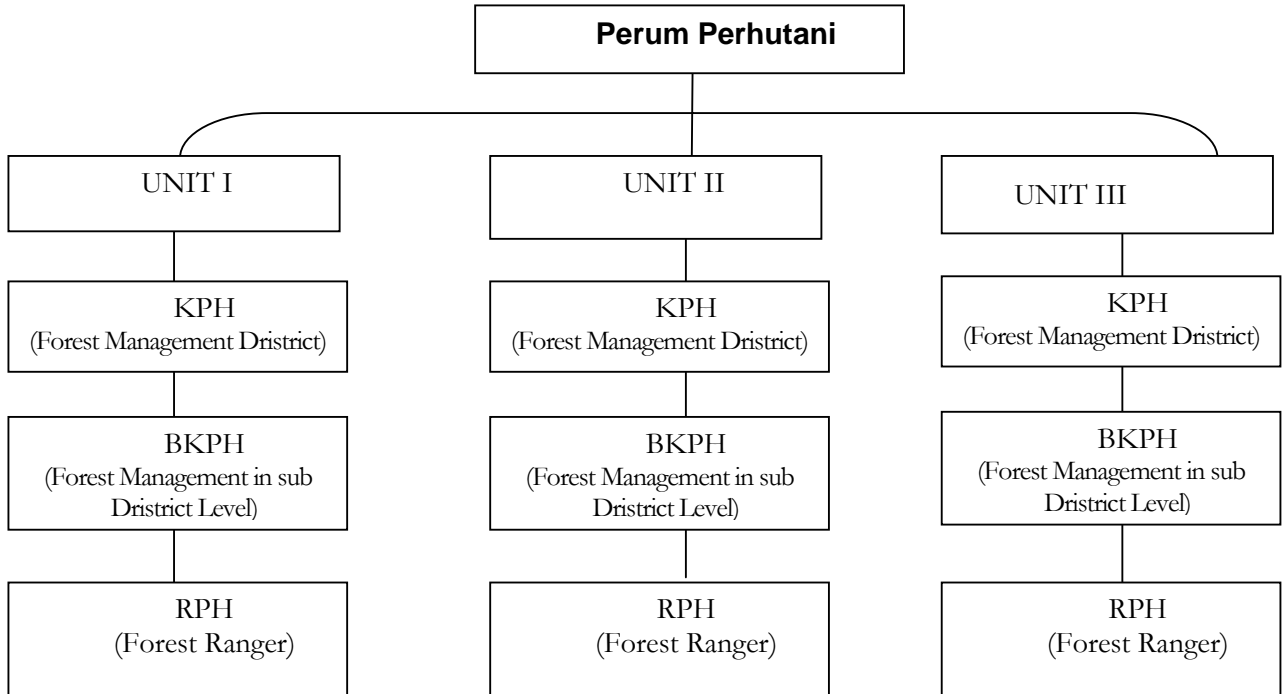 Perum Perhutani
UNIT I
UNIT II
UNIT III
KPH
(Forest Management Dristrict)
KPH
(Forest Management Dristrict)
KPH
(Forest Management Dristrict)
BKPH
(Forest Management in sub
Dristrict Level)
BKPH
(Forest Management in sub
Dristrict Level)
BKPH
(Forest Management in sub
Dristrict Level)
RPH
(Forest Ranger)
RPH
(Forest Ranger)
RPH
(Forest Ranger)